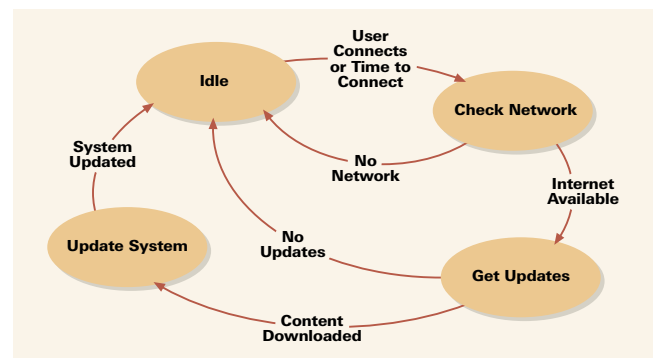 User
Connects
or Time to
Connect
Idle
Check Network
System
Updated
No
Network
Internet
Available
Update System
No
Updates
Get Updates
Content
Downloaded